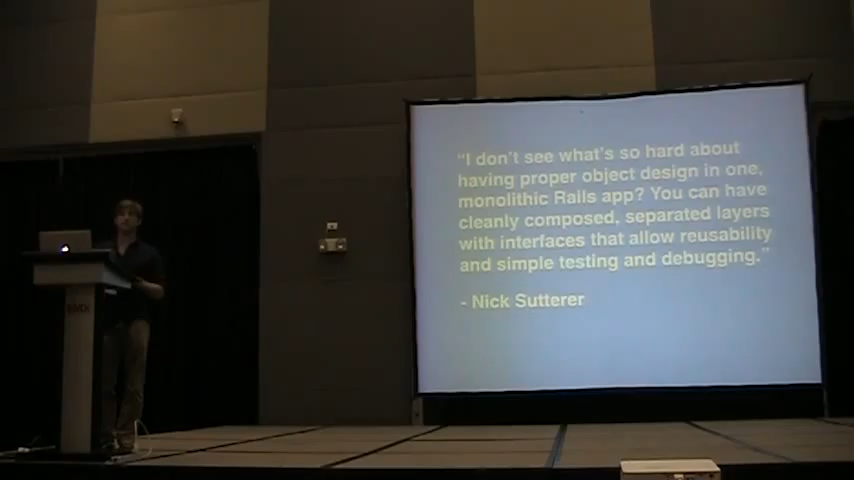 “I don’t see what’s so hard about
having proper object design in one,
monolithic Rails app? You can have
cleanly composed, separated layers
with interfaces that allow reusability
and simple testing and debugging.”
- Nick Sutterer